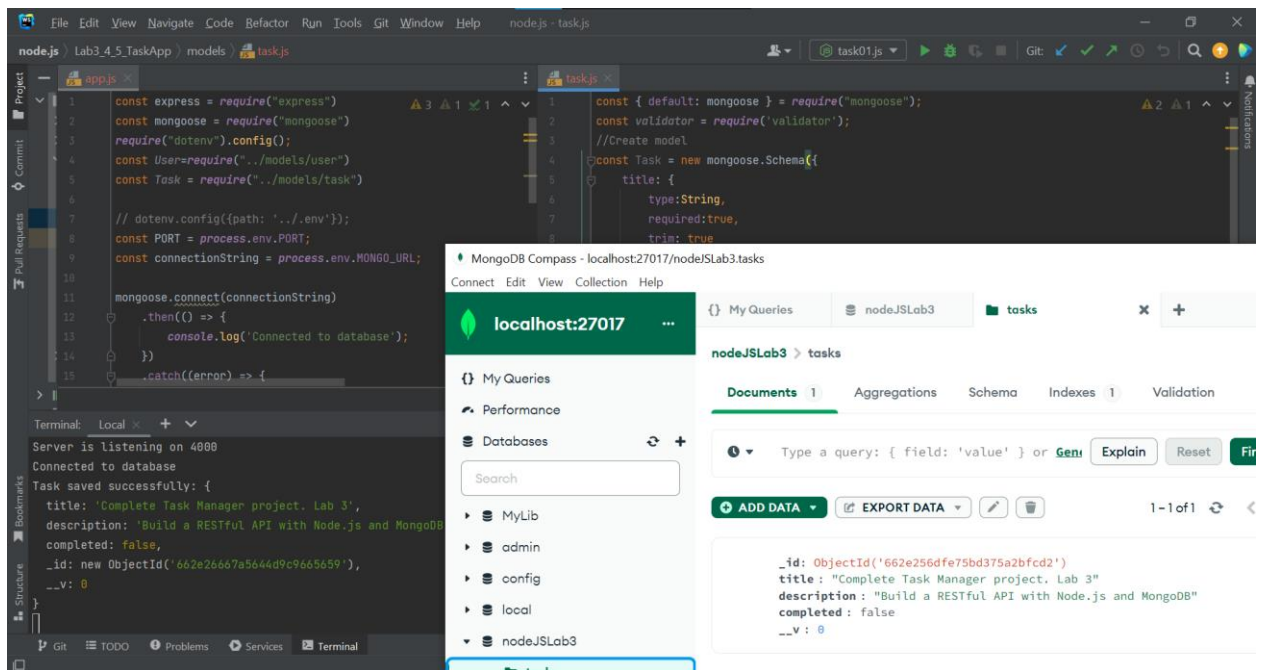 File Edit View Navigate Code Refactor Run Tools Git Window Help node.js - task.js
node.js Lab3_4_5_TaskApp models task.js
task01.js Git:
Project
Commit
Pull Requests
Bookmarks
Structure
Notifications
app.js
3 1 1
1 const express = require("express")
2 const mongoose = require("mongoose")
3 require("dotenv").config();
4 const User=require("../models/user")
5 const Task = require("../models/task")
6
7 // dotenv.config({path: '../.env'});
8 const PORT = process.env.PORT;
9 const connectionString = process.env.MONGO_URL;
10
11 mongoose.connect(connectionString)
12 .then(() => {
13 console.log('Connected to database');
14 })
15 .catch((error) => {
task.js
2 1
1 const { default: mongoose } = require("mongoose");
2 const validator = require('validator');
3 //Create model
4 const Task = new mongoose.Schema({
5 title: {
6 type:String,
7 required:true,
8 trim: true
Terminal: Local
Server is listening on 4000
Connected to database
Task saved successfully: {
title: 'Complete Task Manager project. Lab 3',
description: 'Build a RESTful API with Node.js and MongoDB
completed: false,
_id: new ObjectId('662e26667a5644d9c9665659'),
__v: 0
}
Git TODO Problems Services Terminal
MongoDB Compass - localhost:27017/nodeJSLab3.tasks
Connect Edit View Collection Help
localhost:27017 ...
{} My Queries
Performance
Databases
Search
MyLib
admin
config
local
nodeJSLab3
{} My Queries nodeJSLab3 tasks
nodeJSLab3 > tasks
Documents 1 Aggregations Schema Indexes 1 Validation
Type a query: { field: 'value' } or Gene Explain Reset
ADD DATA EXPORT DATA 1-1 of 1
_id: ObjectId('662e256dfe75bd375a2bfcd2')
title : "Complete Task Manager project. Lab 3"
description : "Build a RESTful API with Node.js and MongoDB"
completed : false
__v : 0